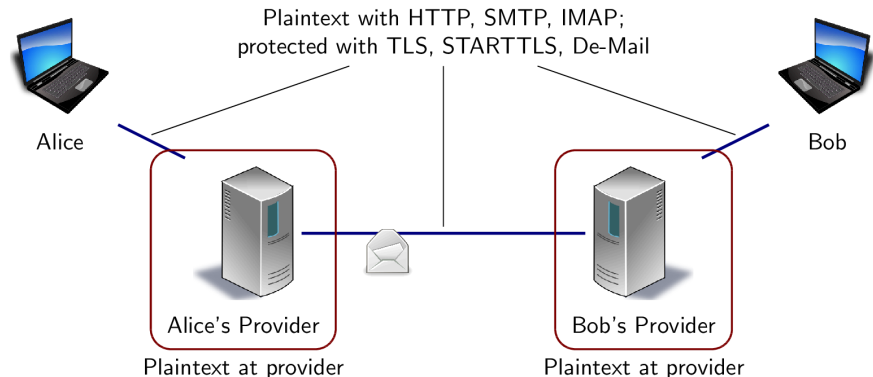 Plaintext with HTTP, SMTP, IMAP;
protected with TLS, STARTTLS, De-Mail
Alice
Bob
Alice's Provider
Bob's Provider
Plaintext at provider
Plaintext at provider